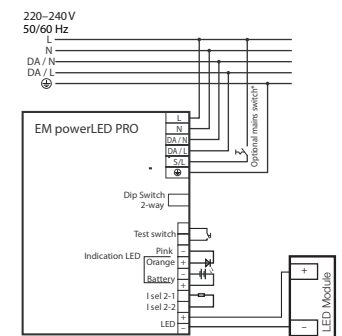 220–240 V
50/60 Hz
L
N
DA / N
DA / L
Optional mains switch*
EM powerLED PRO
L
N
DA / N
DA / L
S/L
Dip Switch
2-way
Test switch
Indication LED
Pink
Orange
Battery
I sel 2-1
I sel 2-2
LED
–
+
–
+
+
–
+
–
LED Module